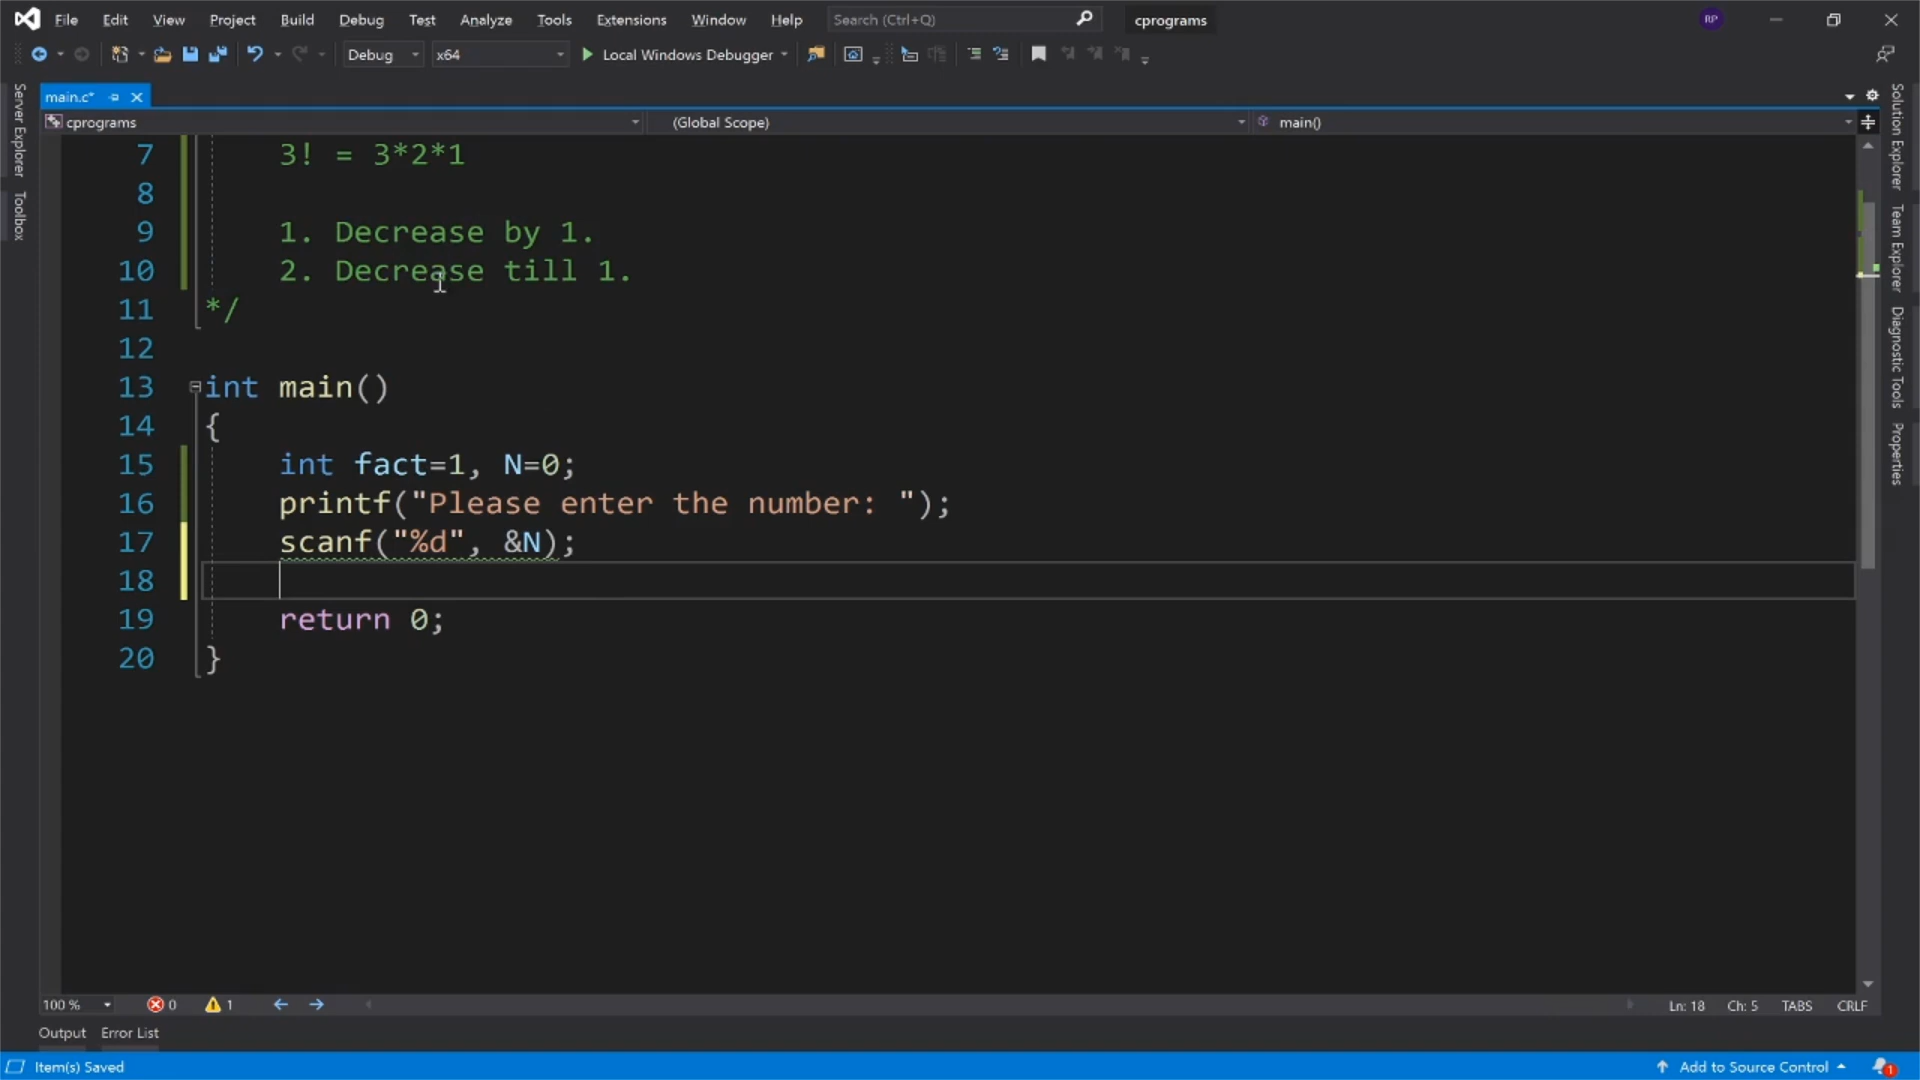 File Edit View Project Build Debug Test Analyze Tools Extensions Window Help Search (Ctrl+Q) cprograms RP
Debug x64 Local Windows Debugger
Server Explorer
Toolbox
main.c*
cprograms (Global Scope) main()
7 3! = 3*2*1
8
9 1. Decrease by 1.
10 2. Decrease till 1.
11 */
12
13 int main()
14 {
15 int fact=1, N=0;
16 printf("Please enter the number: ");
17 scanf("%d", &N);
18
19 return 0;
20 }
Solution Explorer
Team Explorer
Diagnostic Tools
Properties
100 % 0 1 Ln: 18 Ch: 5 TABS CRLF
Output Error List
Item(s) Saved Add to Source Control 1